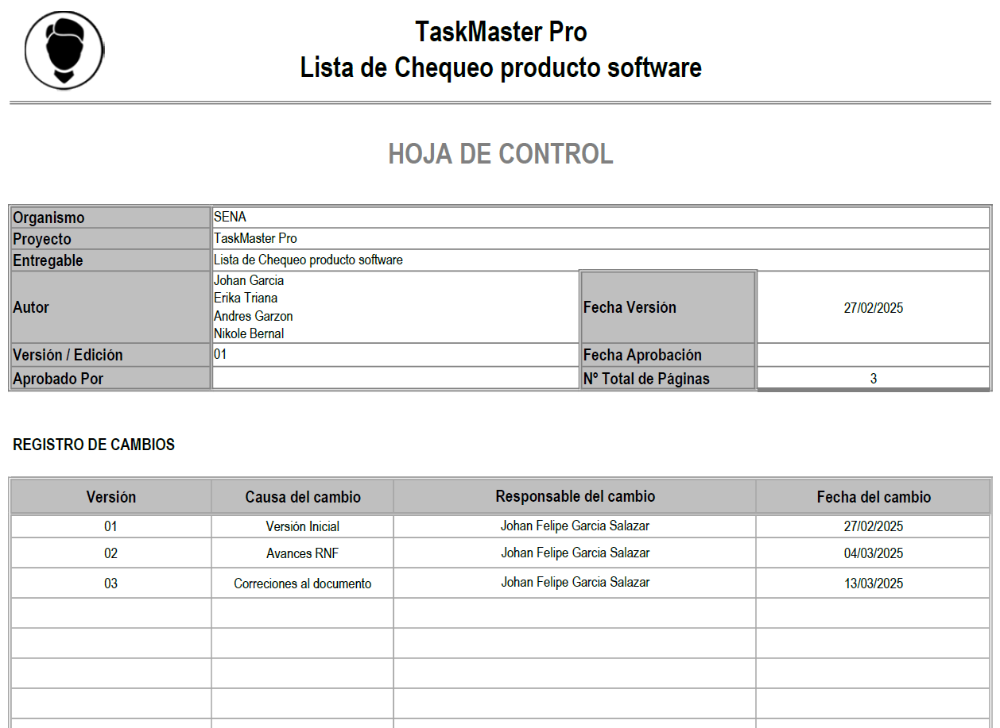 TaskMaster Pro
Lista de Chequeo producto software
HOJA DE CONTROL
Organismo SENA
Proyecto TaskMaster Pro
Entregable Lista de Chequeo producto software
Autor
Johan Garcia
Erika Triana
Andres Garzon
Nikole Bernal
Fecha Versión 27/02/2025
Versión / Edición 01 Fecha Aprobación
Aprobado Por Nº Total de Páginas 3
REGISTRO DE CAMBIOS
Versión Causa del cambio Responsable del cambio Fecha del cambio
01 Versión Inicial Johan Felipe Garcia Salazar 27/02/2025
02 Avances RNF Johan Felipe Garcia Salazar 04/03/2025
03 Correciones al documento Johan Felipe Garcia Salazar 13/03/2025